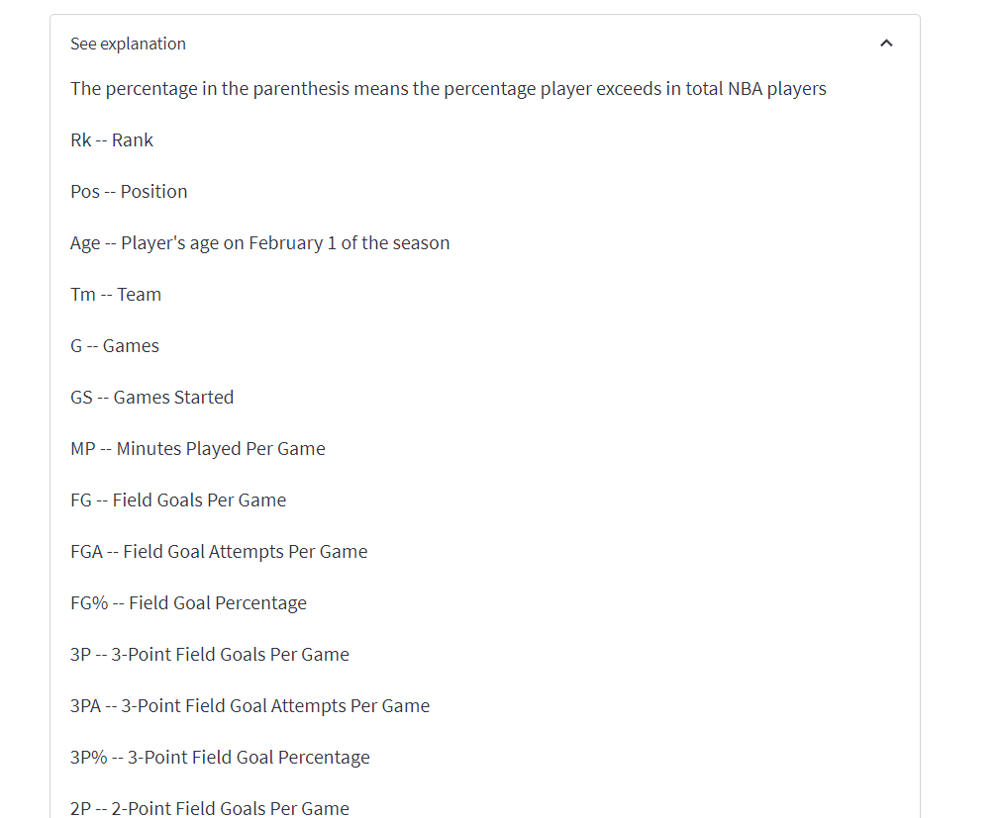 See explanation
The percentage in the parenthesis means the percentage player exceeds in total NBA players
Rk -- Rank
Pos -- Position
Age -- Player's age on February 1 of the season
Tm -- Team
G -- Games
GS -- Games Started
MP -- Minutes Played Per Game
FG -- Field Goals Per Game
FGA -- Field Goal Attempts Per Game
FG% -- Field Goal Percentage
3P -- 3-Point Field Goals Per Game
3PA -- 3-Point Field Goal Attempts Per Game
3P% -- 3-Point Field Goal Percentage
2P -- 2-Point Field Goals Per Game